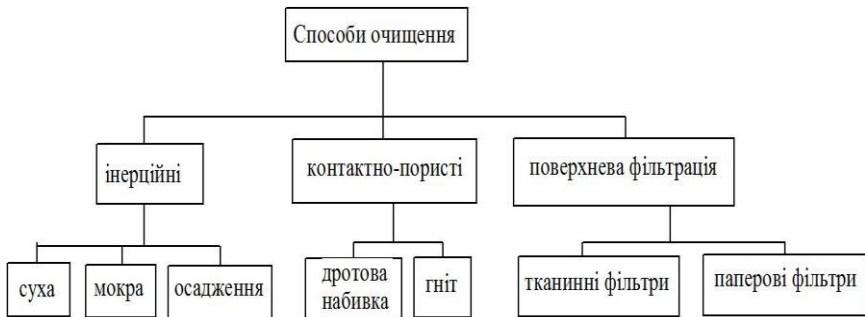 Способи очищення
інерційні
контактно-пористі
поверхнева фільтрація
суха
мокра
осадження
дротова
набивка
гніт
тканинні фільтри
паперові фільтри